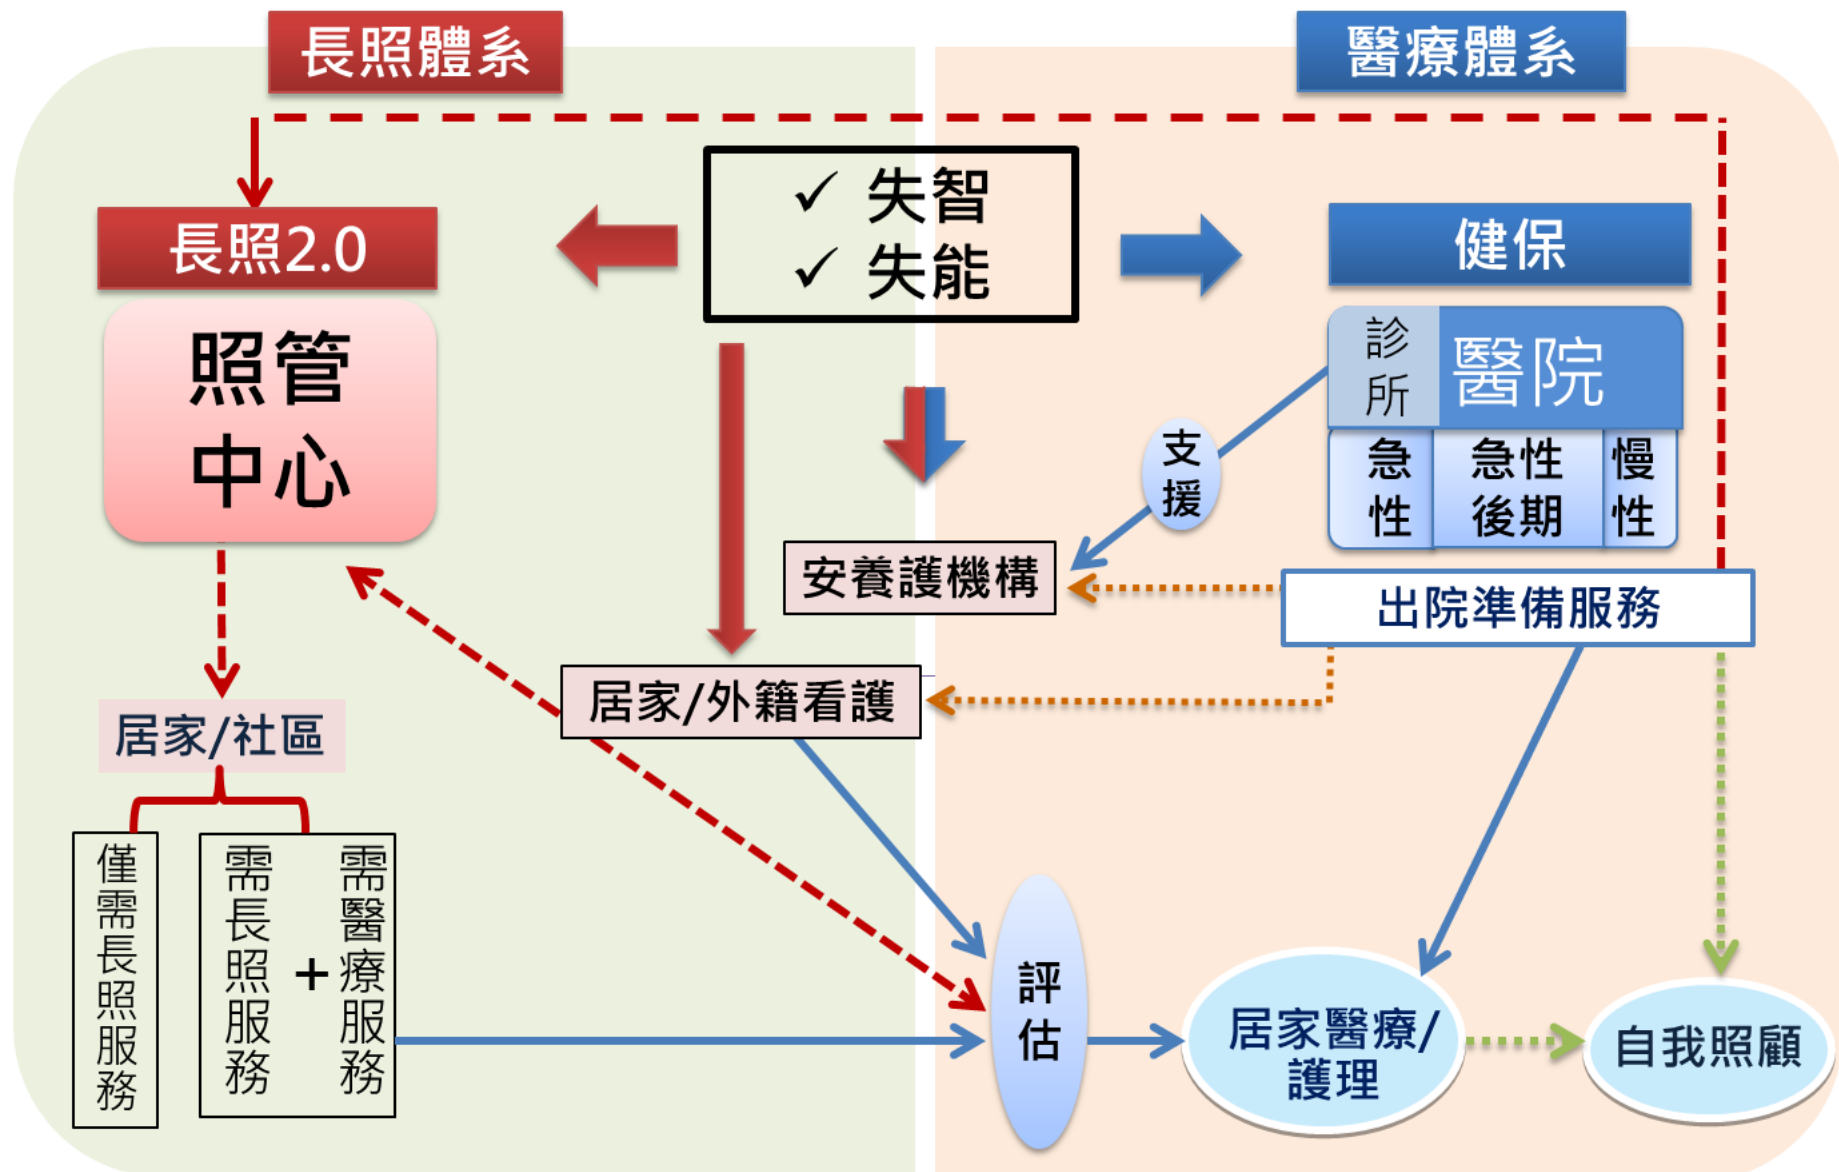 長照體系
醫療體系
✓ 失智
✓ 失能
長照2.0
健保
照管
中心
診所
醫院
急性
急性後期
慢性
支援
安養護機構
出院準備服務
居家/外籍看護
居家/社區
僅需長照服務
需長照服務
+
需醫療服務
評估
居家醫療/
護理
自我照顧